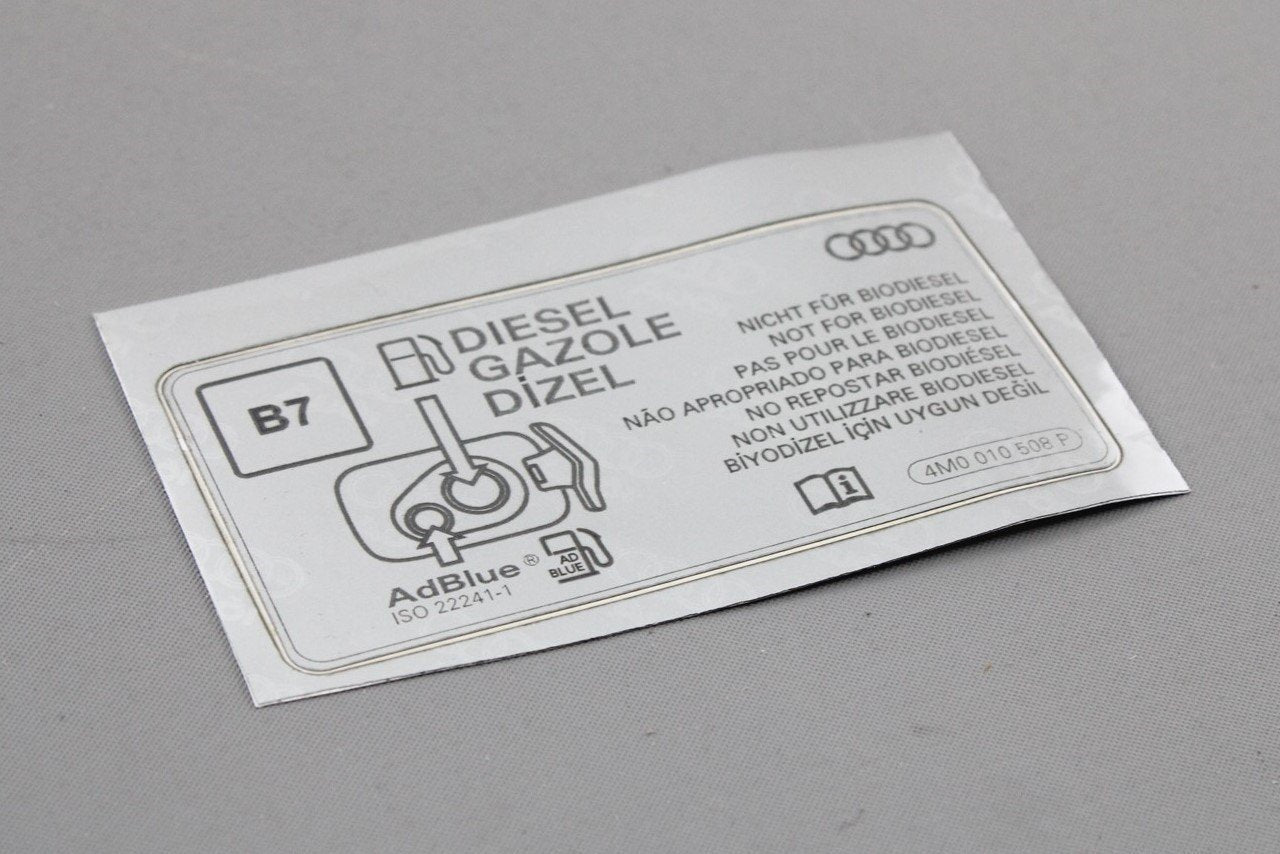 B7
DIESEL
GAZOLE
DİZEL
AdBlue®
ISO 22241-1
AD
BLUE
NICHT FÜR BIODIESEL
NOT FOR BIODIESEL
PAS POUR LE BIODIESEL
NÃO APROPRIADO PARA BIODIESEL
NO REPOSTAR BIODIÉSEL
NON UTILIZZARE BIODIESEL
BİYODİZEL İÇİN UYGUN DEĞİL
i
4M0 010 508 P